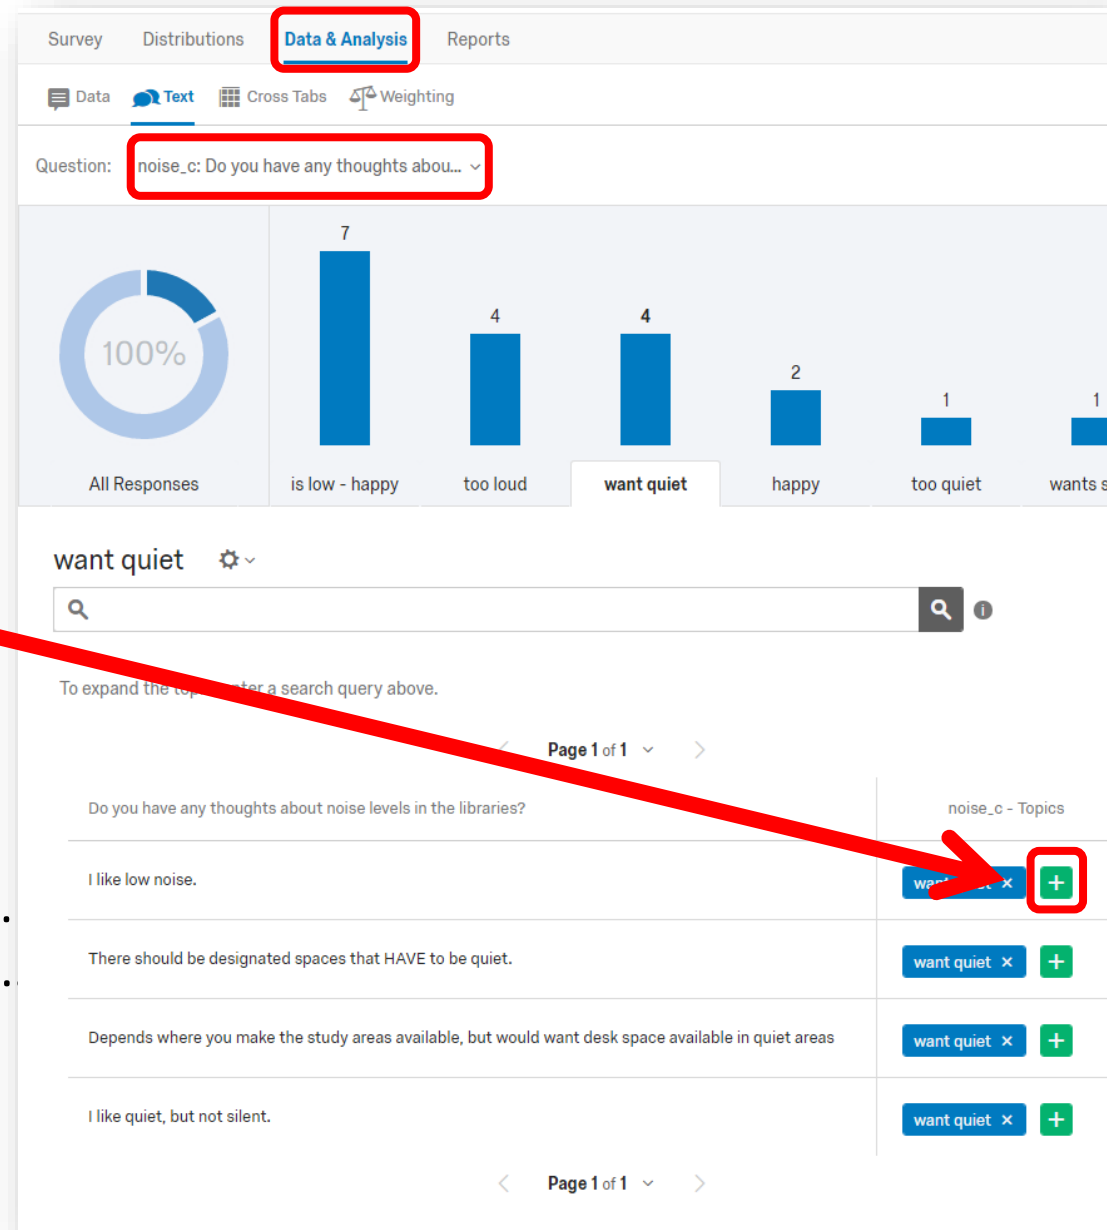 Survey Distributions Data & Analysis Reports
Data Text Cross Tabs Weighting
Question: noise_c: Do you have any thoughts abou...
7
4
4
2
1
1
100%
All Responses is low - happy too loud want quiet happy too quiet wants s
want quiet
To expand the a search query above.
Page 1 of 1
Do you have any thoughts about noise levels in the libraries? noise_c - Topics
I like low noise. ×  +
There should be designated spaces that HAVE to be quiet. want quiet × +
Depends where you make the study areas available, but would want desk space available in quiet areas want quiet × +
I like quiet, but not silent. want quiet × +
Page 1 of 1